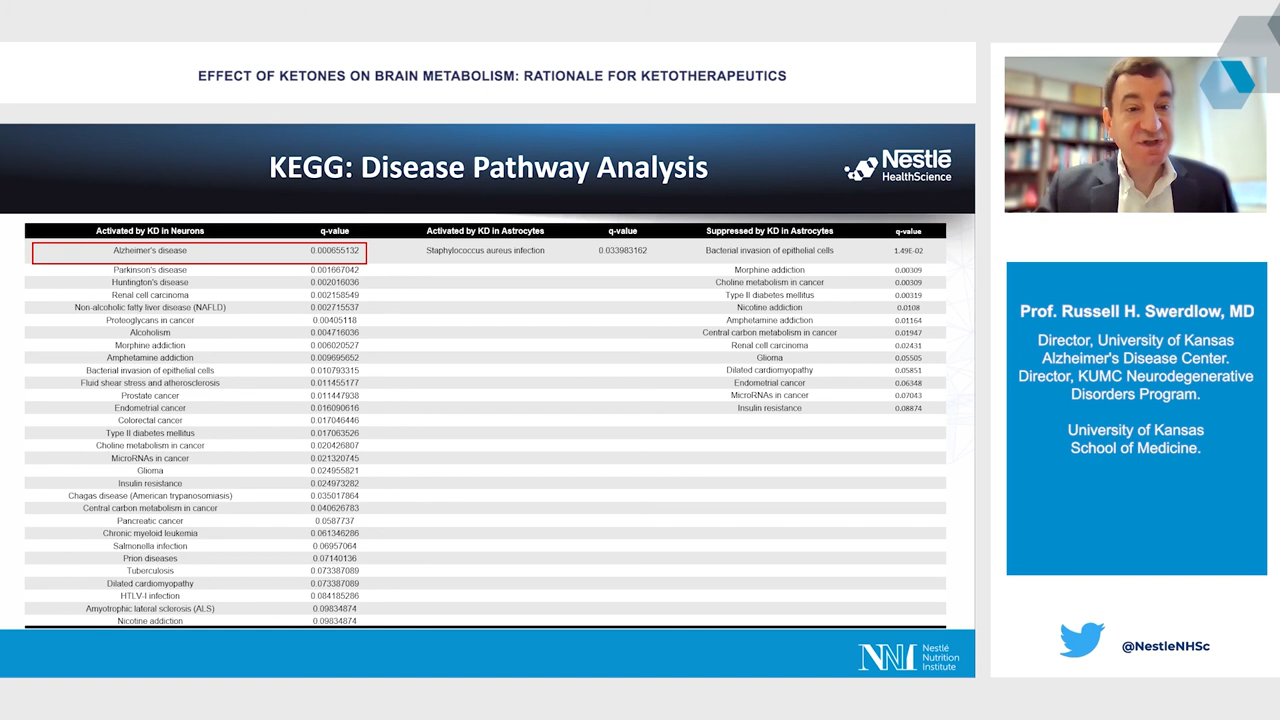 EFFECT OF KETONES ON BRAIN METABOLISM: RATIONALE FOR KETOTHERAPEUTICS
KEGG: Disease Pathway Analysis
Nestlé
HealthScience
Activated by KD in Neurons q-value Activated by KD in Astrocytes q-value Suppressed by KD in Astrocytes q-value
Alzheimer's disease 0.000655132 Staphylococcus aureus infection 0.033983162 Bacterial invasion of epithelial cells 1.49E-02
Parkinson's disease 0.001667042 Morphine addiction 0.00309
Huntington's disease 0.002016036 Choline metabolism in cancer 0.00309
Renal cell carcinoma 0.002158549 Type II diabetes mellitus 0.00319
Non-alcoholic fatty liver disease (NAFLD) 0.002715537 Nicotine addiction 0.0108
Proteoglycans in cancer 0.00405118 Amphetamine addiction 0.01164
Alcoholism 0.004716036 Central carbon metabolism in cancer 0.01947
Morphine addiction 0.006020527 Renal cell carcinoma 0.02431
Amphetamine addiction 0.009695652 Glioma 0.05505
Bacterial invasion of epithelial cells 0.010793315 Dilated cardiomyopathy 0.05851
Fluid shear stress and atherosclerosis 0.011455177 Endometrial cancer 0.06348
Prostate cancer 0.011447938 MicroRNAs in cancer 0.07043
Endometrial cancer 0.016090616 Insulin resistance 0.08874
Colorectal cancer 0.017046446
Type II diabetes mellitus 0.017063526
Choline metabolism in cancer 0.020426807
MicroRNAs in cancer 0.021320745
Glioma 0.024955821
Insulin resistance 0.024973282
Chagas disease (American trypanosomiasis) 0.035017864
Central carbon metabolism in cancer 0.040626783
Pancreatic cancer 0.0587737
Chronic myeloid leukemia 0.061346286
Salmonella infection 0.06957064
Prion diseases 0.07140136
Tuberculosis 0.073387089
Dilated cardiomyopathy 0.073387089
HTLV-I infection 0.084185286
Amyotrophic lateral sclerosis (ALS) 0.09834874
Nicotine addiction 0.09834874
NNI
Nestlé
Nutrition
Institute
Prof. Russell H. Swerdlow, MD
Director, University of Kansas
Alzheimer's Disease Center.
Director, KUMC Neurodegenerative
Disorders Program.
University of Kansas
School of Medicine.
@NestleNHSc